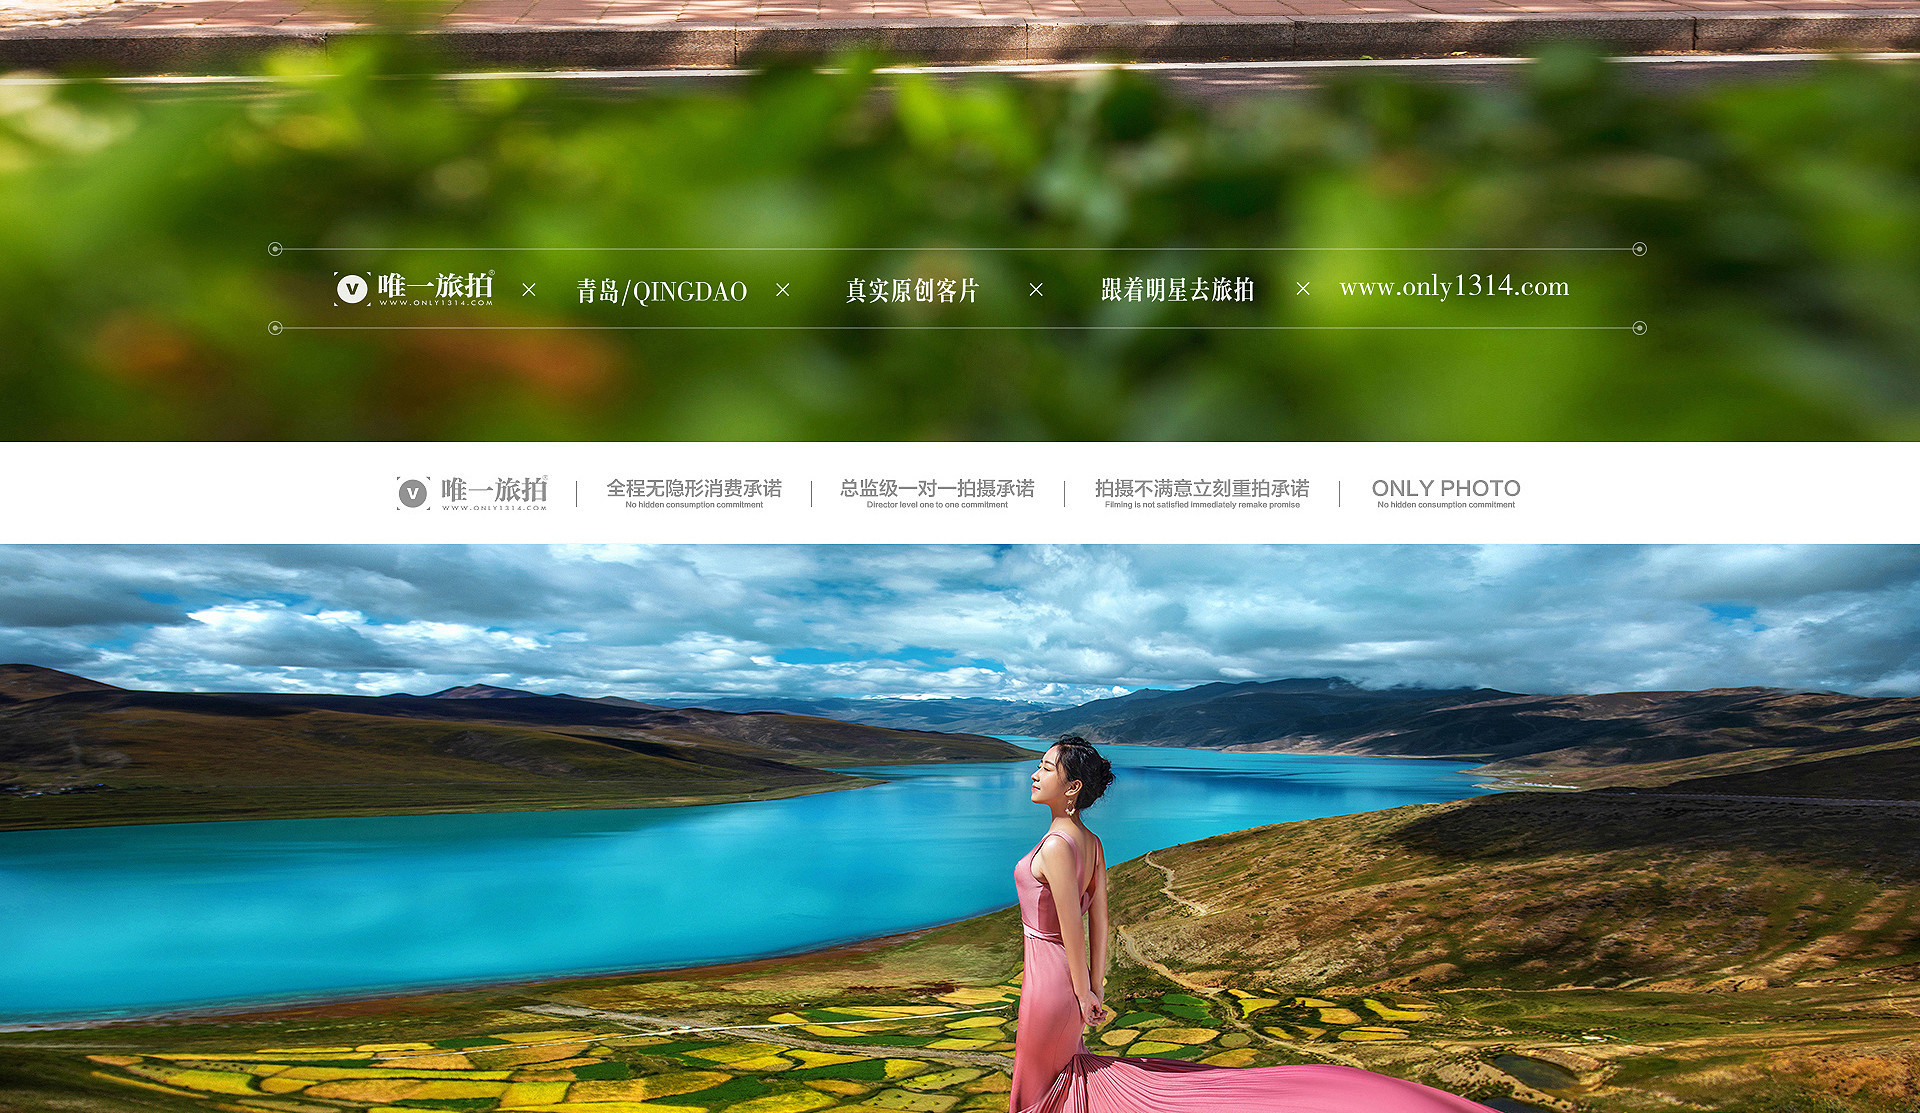 V 唯一旅拍® × 青岛/QINGDAO × 真实原创客片 × 跟着明星去旅拍 × www.only1314.com
WWW.ONLY1314.COM
V 唯一旅拍® 全程无隐形消费承诺 总监级一对一拍摄承诺 拍摄不满意立刻重拍承诺 ONLY PHOTO
WWW.ONLY1314.COM No hidden consumption commitment Director level one to one commitment Filming is not satisfied immediately remake promise No hidden consumption commitment